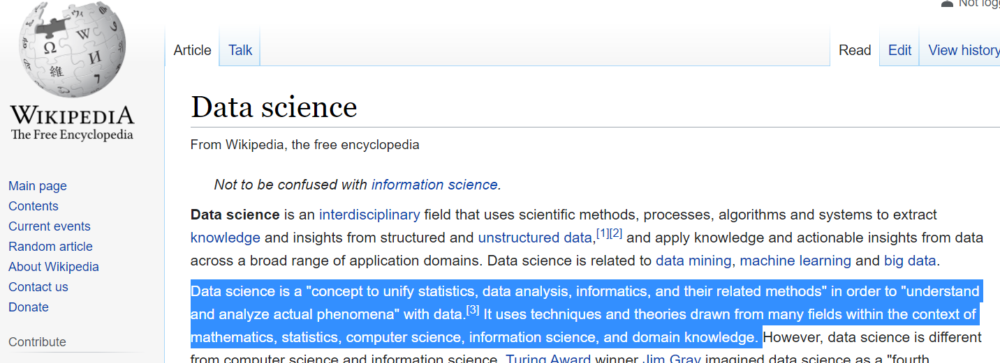 Not
Article Talk Read Edit View history
WIKIPEDIA
The Free Encyclopedia
Main page
Contents
Current events
Random article
About Wikipedia
Contact us
Donate
Contribute
Data science
From Wikipedia, the free encyclopedia
Not to be confused with information science.
Data science is an interdisciplinary field that uses scientific methods, processes, algorithms and systems to extract
knowledge and insights from structured and unstructured data,[1][2] and apply knowledge and actionable insights from data
across a broad range of application domains. Data science is related to data mining, machine learning and big data.
Data science is a "concept to unify statistics, data analysis, informatics, and their related methods" in order to "understand
and analyze actual phenomena" with data.[3] It uses techniques and theories drawn from many fields within the context of
mathematics, statistics, computer science, information science, and domain knowledge. However, data science is different
from computer science and information science. Turing Award winner Jim Gray imagined data science as a "fourth